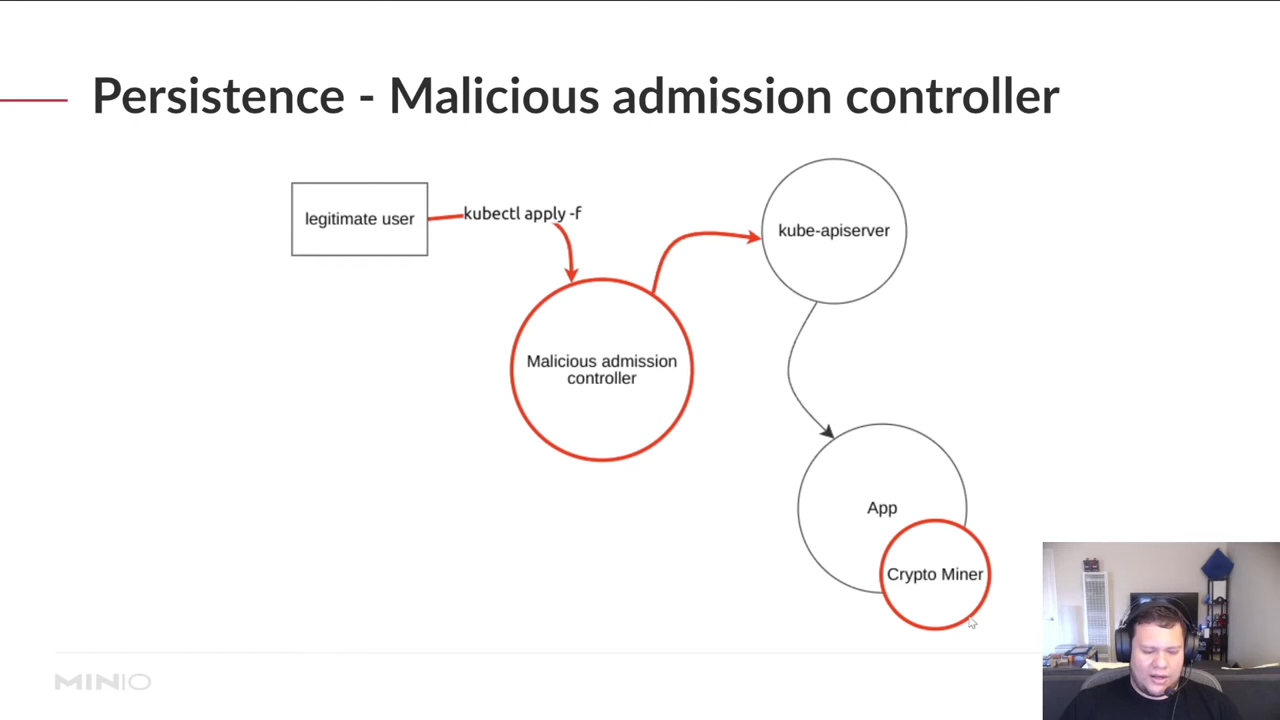 Persistence - Malicious admission controller
legitimate user
kubectl apply -f
kube-apiserver
Malicious admission
controller
App
Crypto Miner
MINIO